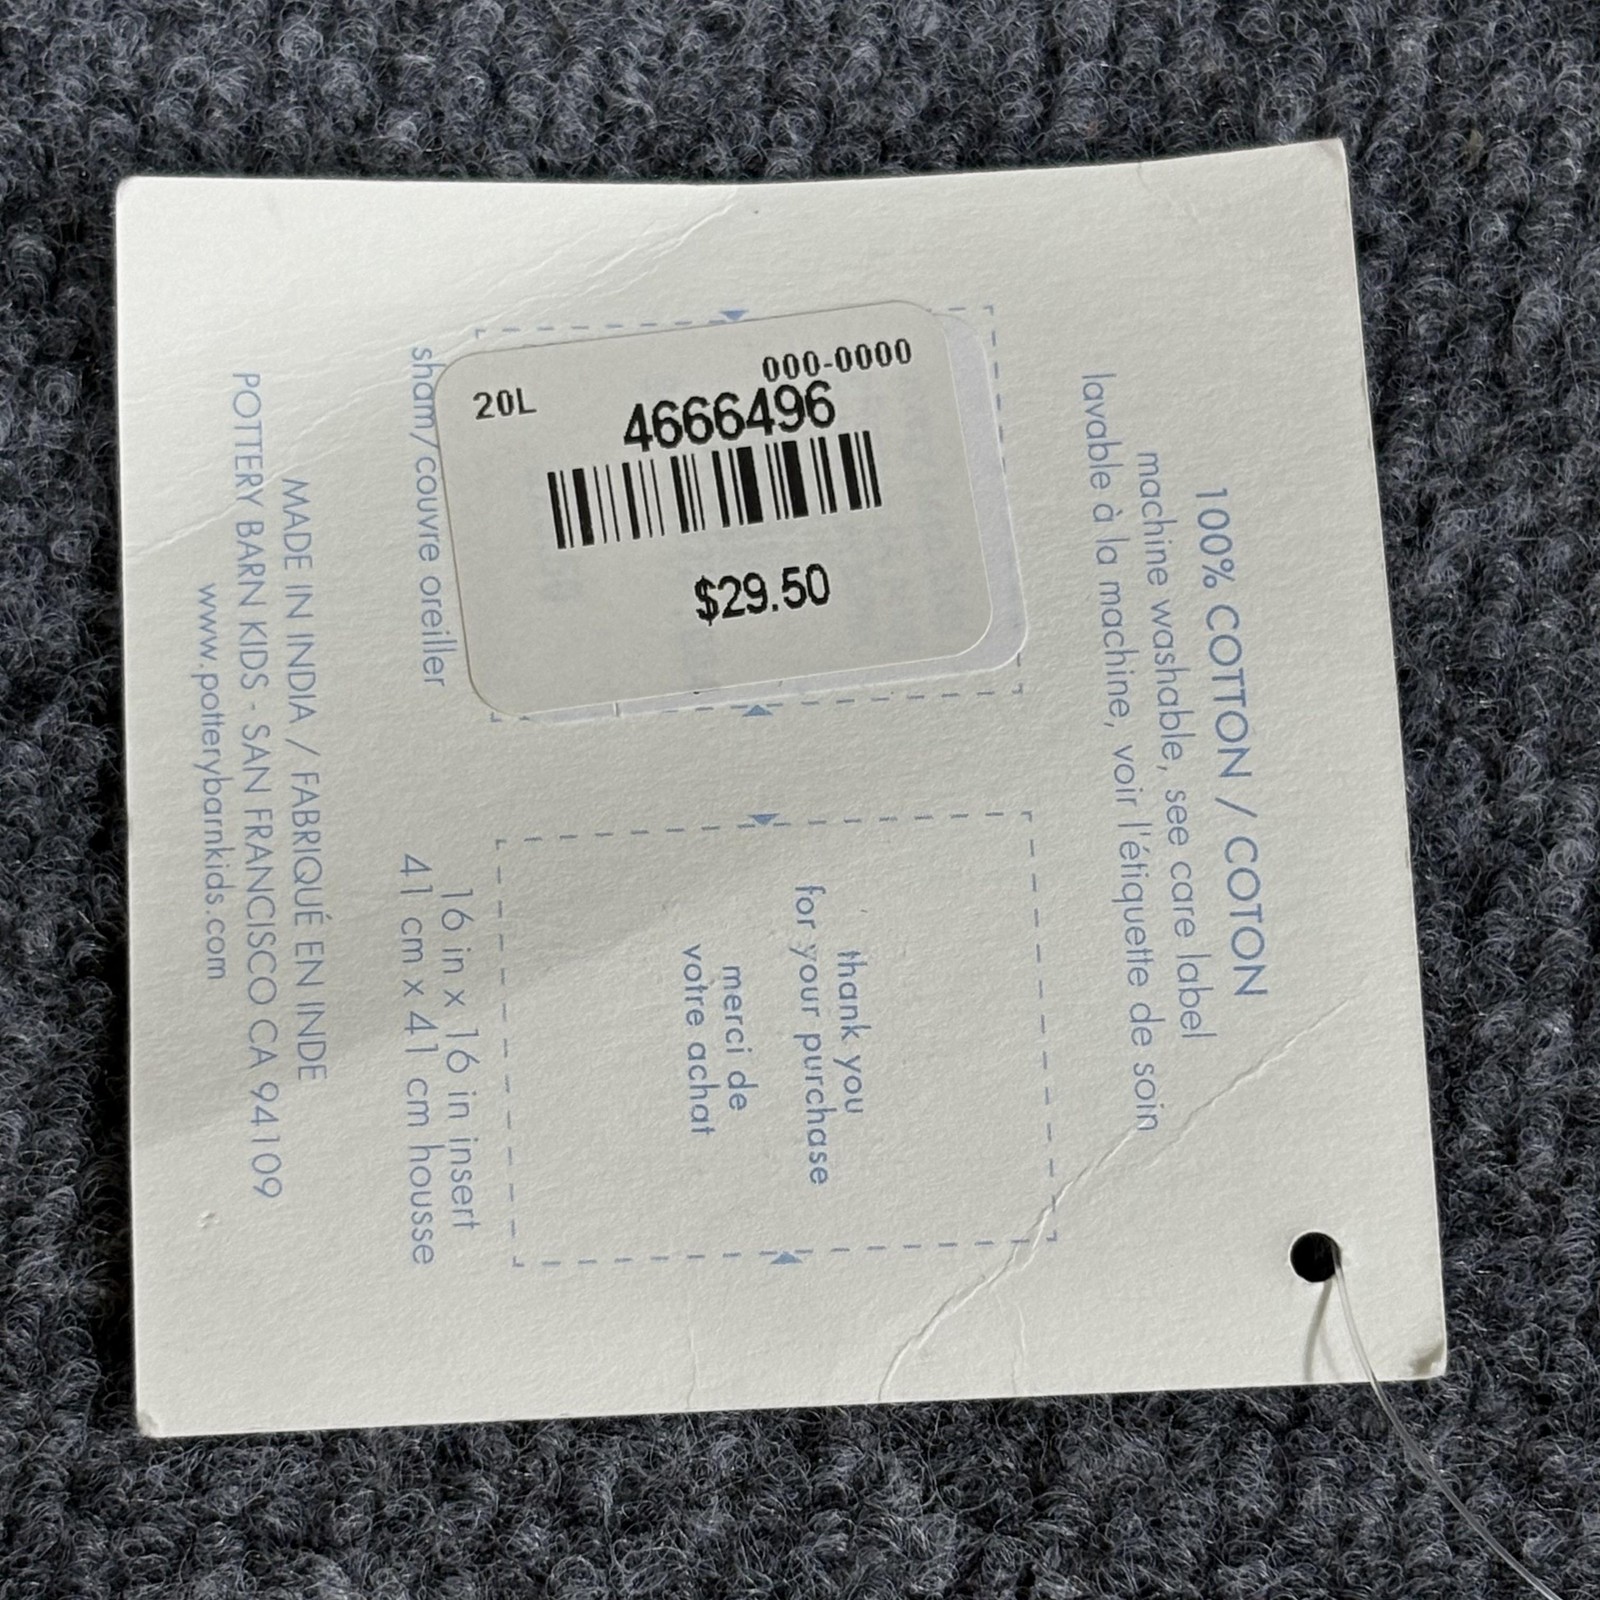 100% COTTON / COTON
machine washable, see care label
lavable à la machine, voir l'étiquette de soin
000-0000
20L
4666496
$29.50
thank you
for your purchase
merci de
votre achat
sham/couvre oreiller
16 in x 16 in insert
41 cm x 41 cm housse
MADE IN INDIA / FABRIQUÉ EN INDE
POTTERY BARN KIDS - SAN FRANCISCO CA 94109
www.potterybarnkids.com